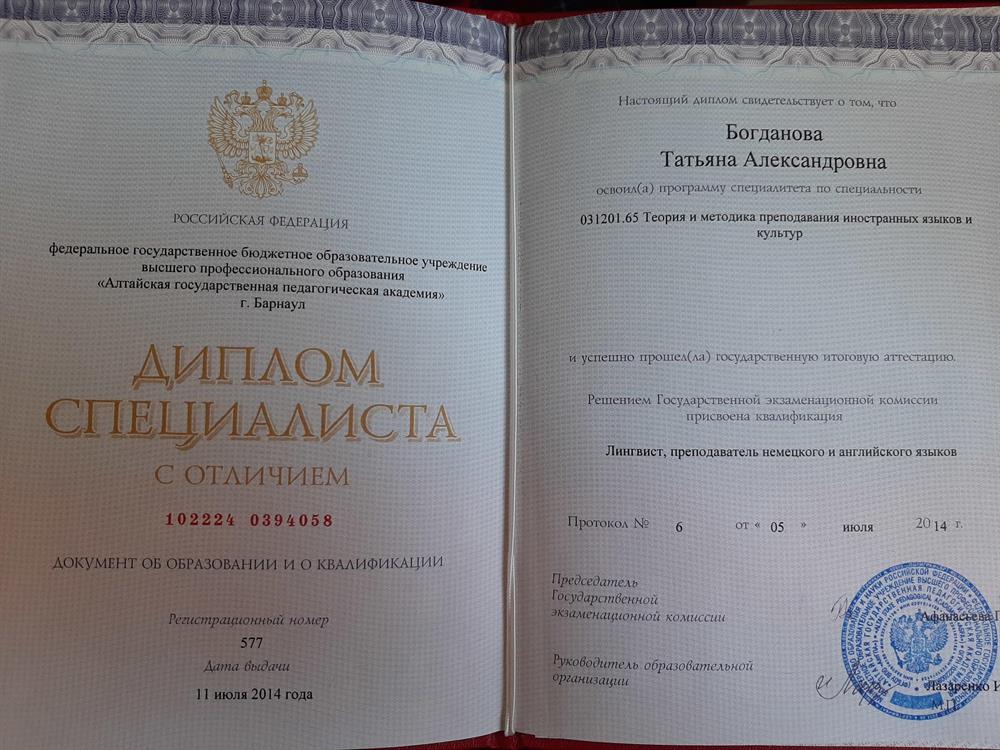 РОССИЙСКАЯ ФЕДЕРАЦИЯ
федеральное государственное бюджетное образовательное учреждение
высшего профессионального образования
«Алтайская государственная педагогическая академия»
г. Барнаул
ДИПЛОМ
СПЕЦИАЛИСТА
С ОТЛИЧИЕМ
102224 0394058
ДОКУМЕНТ ОБ ОБРАЗОВАНИИ И О КВАЛИФИКАЦИИ
Регистрационный номер
577
Дата выдачи
11 июля 2014 года
Настоящий диплом свидетельствует о том, что
Богданова
Татьяна Александровна
освоил(а) программу специалитета по специальности
031201.65 Теория и методика преподавания иностранных языков и
культур
и успешно прошел(ла) государственную итоговую аттестацию.
Решением Государственной экзаменационной комиссии
присвоена квалификация
Лингвист, преподаватель немецкого и английского языков
Протокол № 6 от « 05 » июля 2014 г.
Председатель
Государственной
экзаменационной комиссии
Афанасьева
Руководитель образовательной
организации
Лазаренко И
М.П.